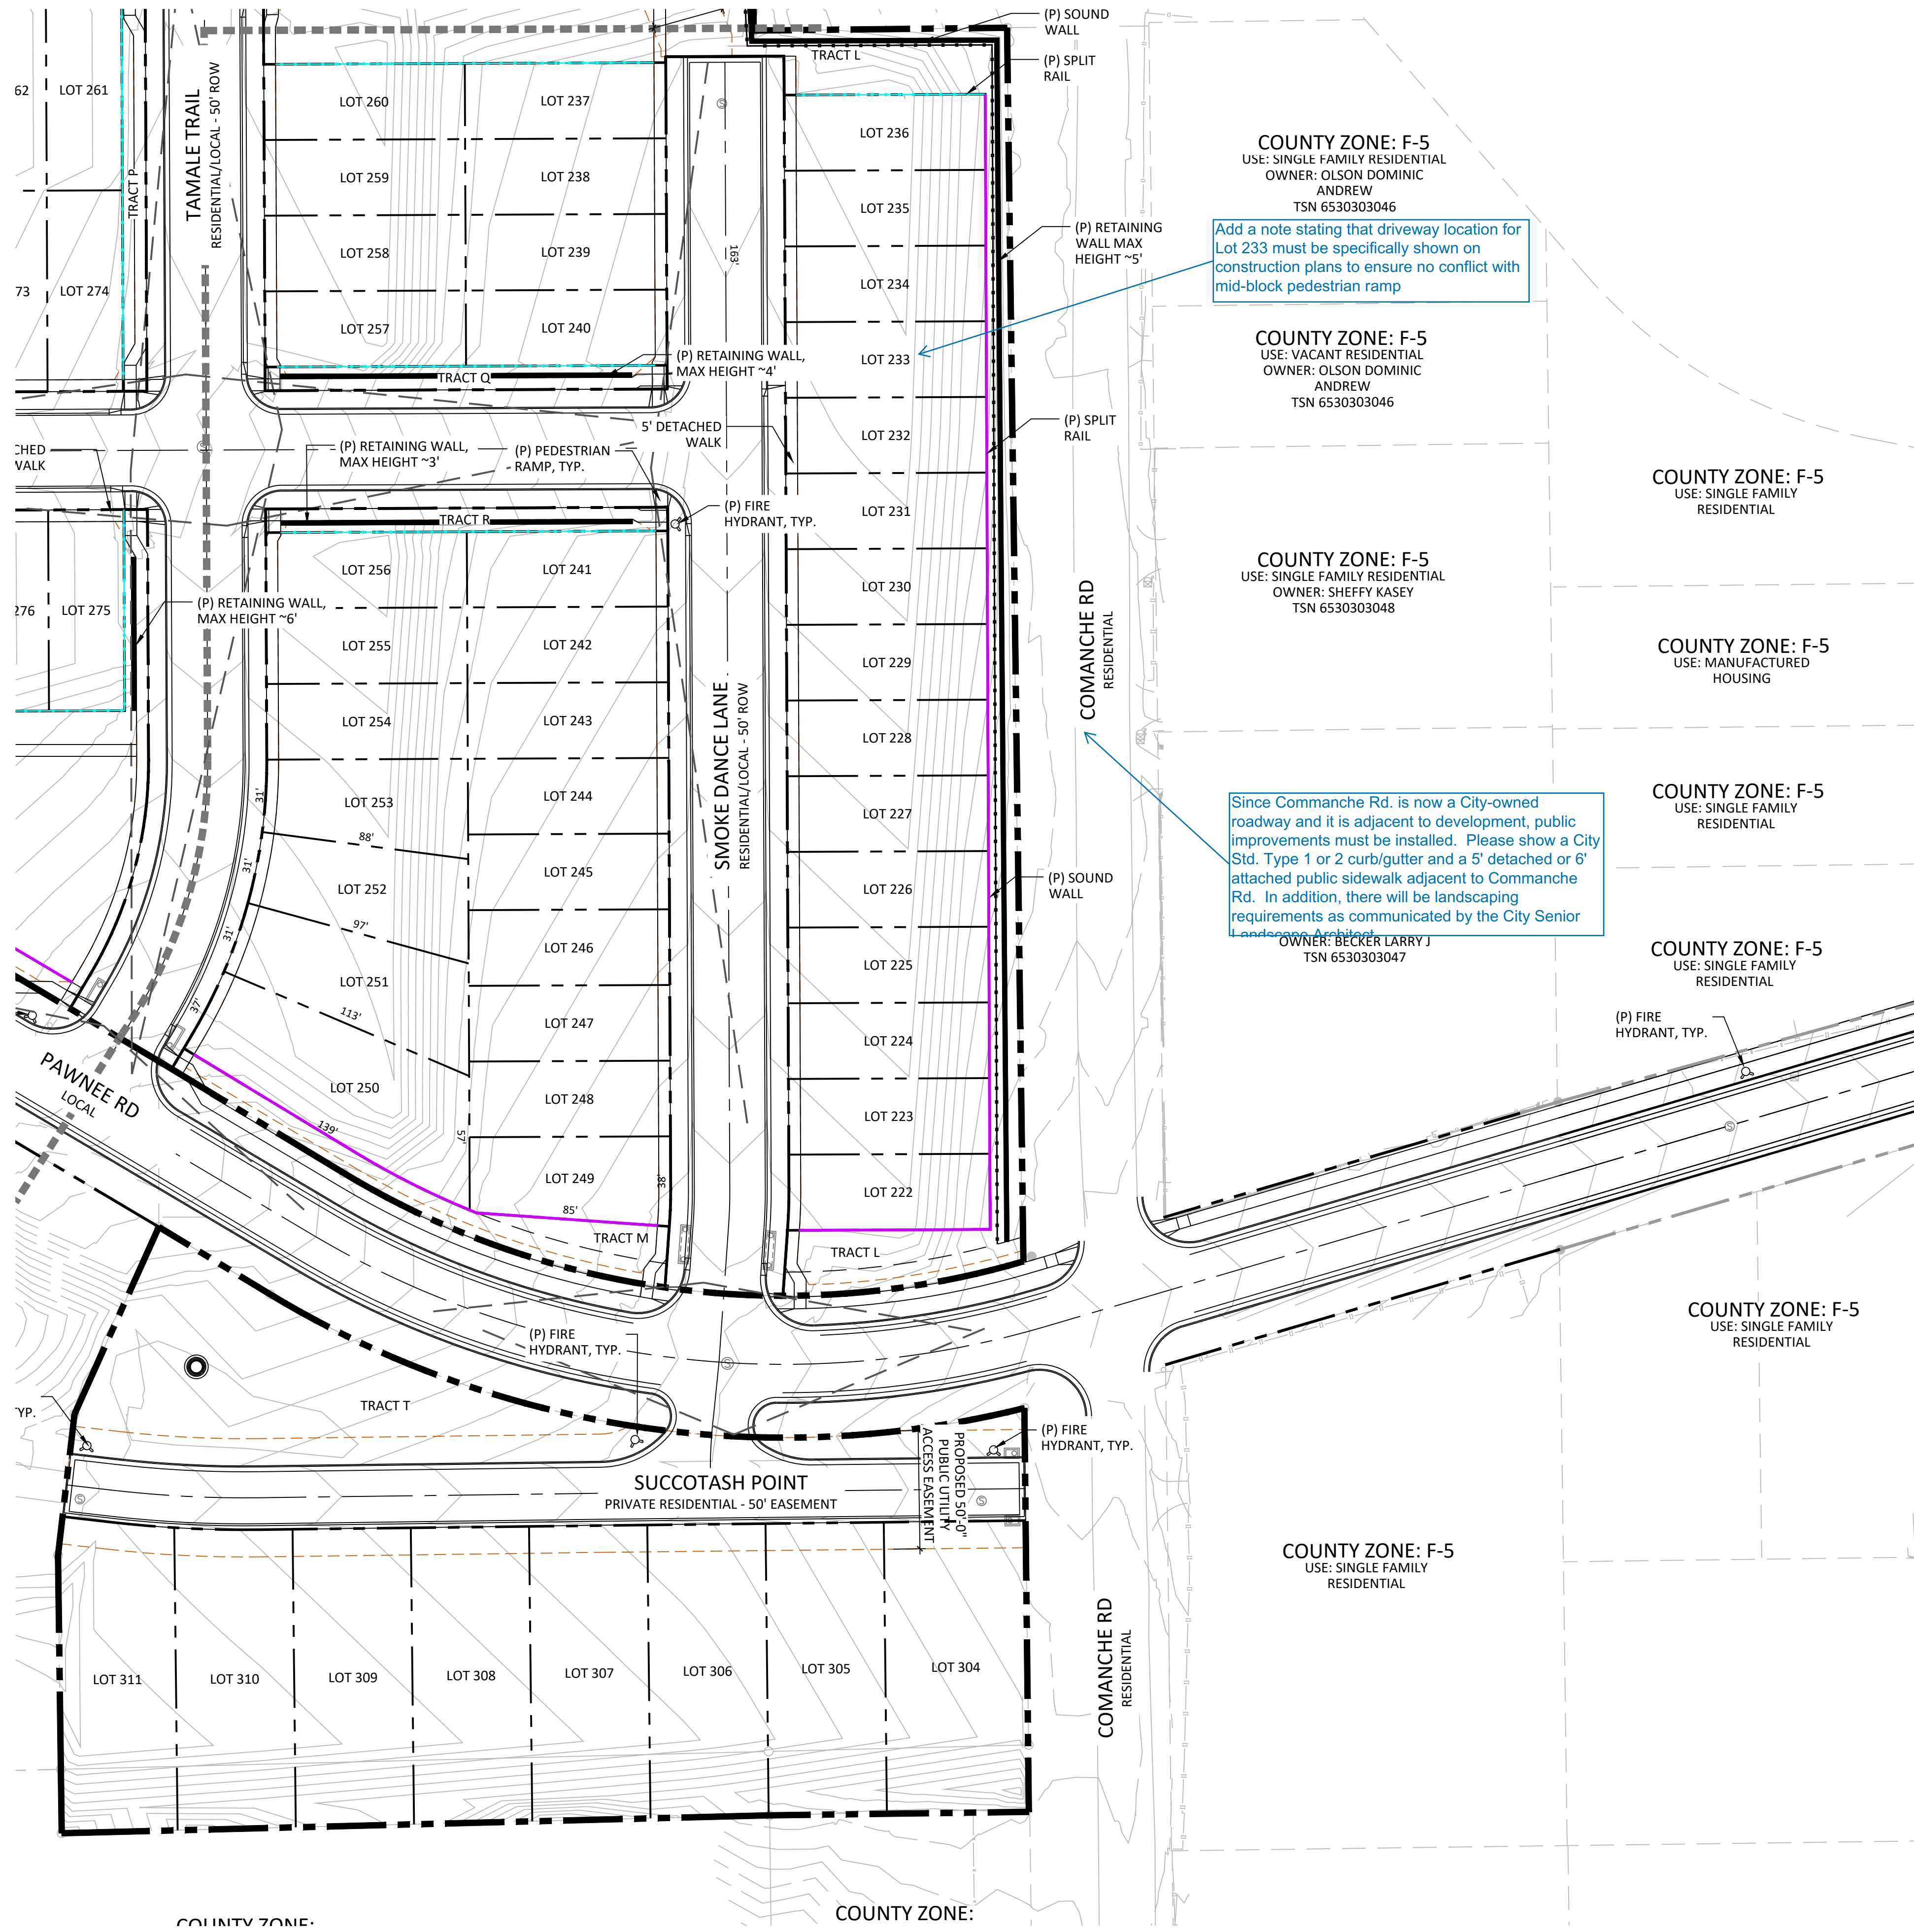 (P) SOUND
WALL
TRACT L
(P) SPLIT
RAIL
62
LOT 261
TAMALE TRAIL
RESIDENTIAL/LOCAL - 50' ROW
TRACT P
LOT 260
LOT 237
LOT 236
LOT 259
LOT 238
LOT 235
LOT 258
LOT 239
163'
LOT 234
73
LOT 274
LOT 257
LOT 240
LOT 233
(P) RETAINING
WALL MAX
HEIGHT ~5'
COUNTY ZONE: F-5
USE: SINGLE FAMILY RESIDENTIAL
OWNER: OLSON DOMINIC
ANDREW
TSN 6530303046
Add a note stating that driveway location for
Lot 233 must be specifically shown on
construction plans to ensure no conflict with
mid-block pedestrian ramp
COUNTY ZONE: F-5
USE: VACANT RESIDENTIAL
OWNER: OLSON DOMINIC
ANDREW
TSN 6530303046
(P) RETAINING WALL,
MAX HEIGHT ~4'
TRACT Q
5' DETACHED
WALK
LOT 232
(P) SPLIT
RAIL
CHED
WALK
(P) RETAINING WALL,
MAX HEIGHT ~3'
(P) PEDESTRIAN
RAMP, TYP.
TRACT R
(P) FIRE
HYDRANT, TYP.
LOT 231
COUNTY ZONE: F-5
USE: SINGLE FAMILY
RESIDENTIAL
LOT 256
LOT 241
LOT 230
COUNTY ZONE: F-5
USE: SINGLE FAMILY RESIDENTIAL
OWNER: SHEFFY KASEY
TSN 6530303048
276
LOT 275
(P) RETAINING WALL,
MAX HEIGHT ~6'
LOT 255
LOT 242
LOT 229
COMANCHE RD
RESIDENTIAL
COUNTY ZONE: F-5
USE: MANUFACTURED
HOUSING
LOT 254
LOT 243
SMOKE DANCE LANE
RESIDENTIAL/LOCAL - 50' ROW
LOT 228
LOT 253
31'
LOT 244
LOT 227
COUNTY ZONE: F-5
USE: SINGLE FAMILY
RESIDENTIAL
Since Commanche Rd. is now a City-owned
roadway and it is adjacent to development, public
improvements must be installed.  Please show a City
Std. Type 1 or 2 curb/gutter and a 5' detached or 6'
attached public sidewalk adjacent to Commanche
Rd.  In addition, there will be landscaping
requirements as communicated by the City Senior
Landscape Architect
OWNER: BECKER LARRY J
TSN 6530303047
88'
31'
LOT 252
LOT 245
LOT 226
(P) SOUND
WALL
97'
31'
LOT 246
LOT 225
COUNTY ZONE: F-5
USE: SINGLE FAMILY
RESIDENTIAL
LOT 251
37'
113'
LOT 247
LOT 224
(P) FIRE
HYDRANT, TYP.
PAWNEE RD
LOCAL
LOT 250
139'
57'
LOT 248
LOT 223
LOT 249
38'
85'
LOT 222
TRACT M
TRACT L
COUNTY ZONE: F-5
USE: SINGLE FAMILY
RESIDENTIAL
(P) FIRE
HYDRANT, TYP.
TRACT T
TYP.
(P) FIRE
HYDRANT, TYP.
PROPOSED 50'-0"
PUBLIC UTILITY
ACCESS EASEMENT
SUCCOTASH POINT
PRIVATE RESIDENTIAL - 50' EASEMENT
COUNTY ZONE: F-5
USE: SINGLE FAMILY
RESIDENTIAL
COMANCHE RD
RESIDENTIAL
LOT 311
LOT 310
LOT 309
LOT 308
LOT 307
LOT 306
LOT 305
LOT 304
COUNTY ZONE:
COUNTY ZONE: